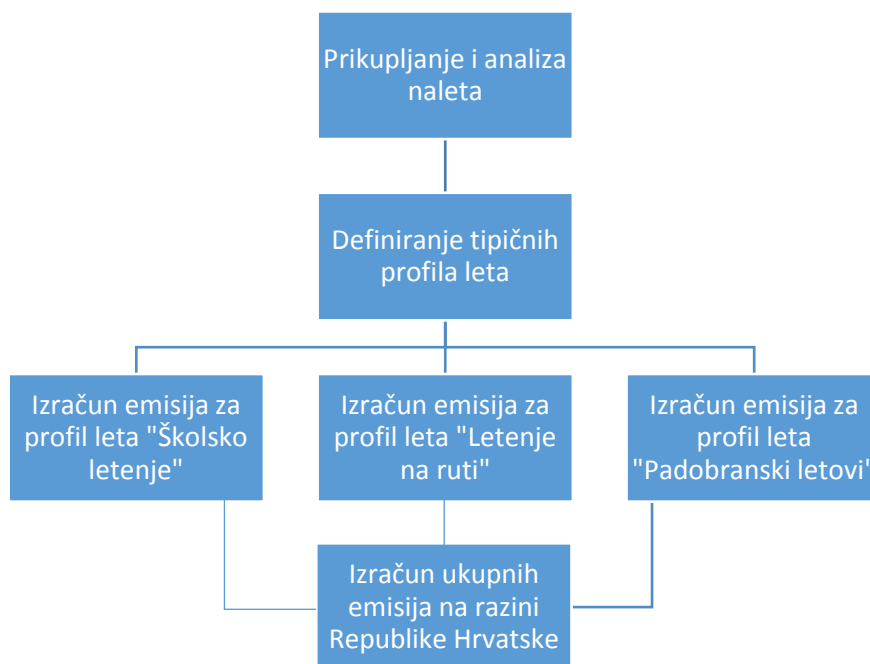 Prikupljanje i analiza
naleta
Definiranje tipičnih
profila leta
Izračun emisija za
profil leta "Školsko
letenje"
Izračun emisija za
profil leta "Letenje
na ruti"
Izračun emisija za
profil leta
"Padobranski letovi"
Izračun ukupnih
emisija na razini
Republike Hrvatske